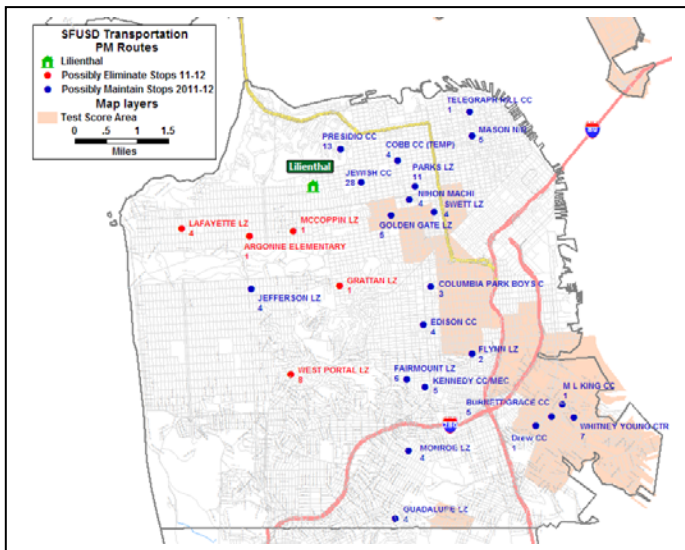 SFUSD Transportation
PM Routes
Lilienthal
Possibly Eliminate Stops 11-12
Possibly Maintain Stops 2011-12
Map layers
Test Score Area
0 .5 1 1.5
Miles
TELEGRAPH HILL CC
1
MASON N/N
5
PRESIDIO CC
13
COBB CC (TEMP)
4
Lilienthal
JEWISH CC
28
PARKS LZ
11
NIHON MACHI
4
SWETT LZ
4
GOLDEN GATE LZ
5
LAFAYETTE LZ
4
MCCOPPIN LZ
1
ARGONNE ELEMENTARY
1
GRATTAN LZ
1
JEFFERSON LZ
4
COLUMBIA PARK BOYS C
3
EDISON CC
4
FLYNN LZ
2
WEST PORTAL LZ
8
FAIRMOUNT LZ
5
KENNEDY CC/MEC
5
M L KING CC
1
BURNETT/GRACE CC
5
WHITNEY YOUNG CTR
7
Drew CC
1
MONROE LZ
4
GUADALUPE LZ
4